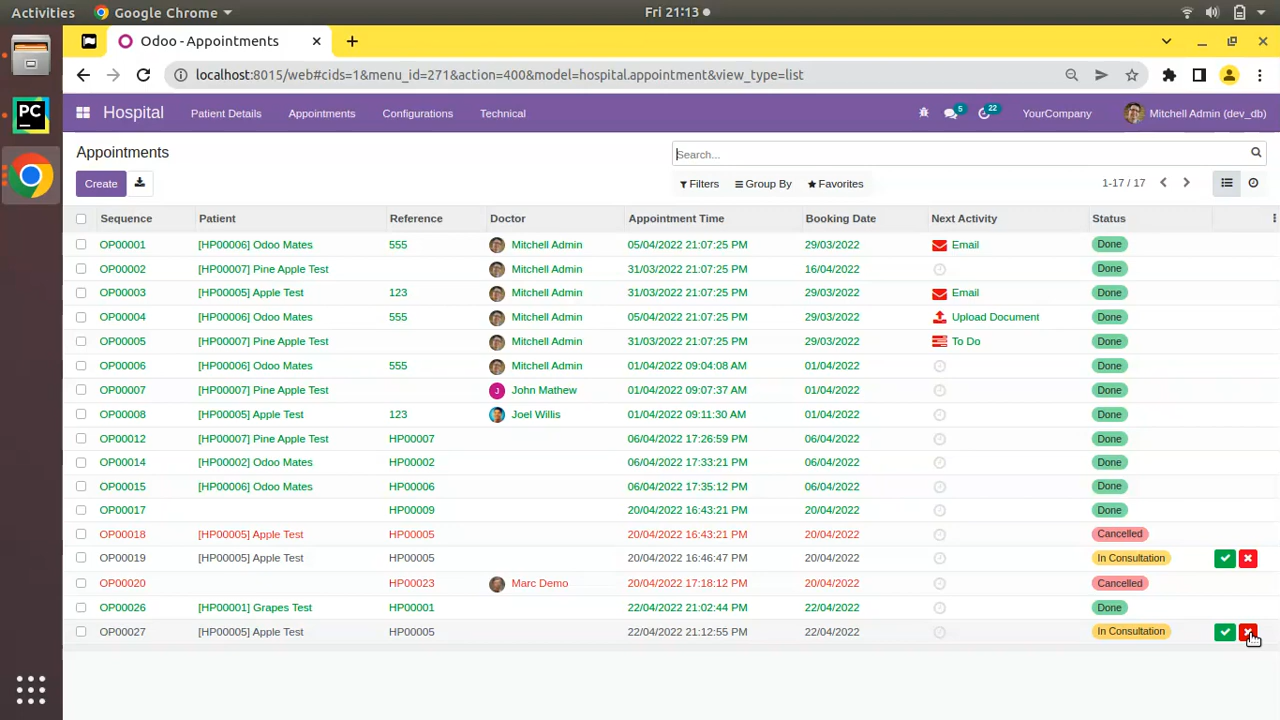 Activities Google Chrome Fri 21:13
Odoo - Appointments
localhost:8015/web#cids=1&menu_id=271&action=400&model=hospital.appointment&view_type=list
Hospital Patient Details Appointments Configurations Technical 5 22 YourCompany Mitchell Admin (dev_db)
Appointments Search...
Create Filters Group By Favorites 1-17 / 17
Sequence Patient Reference Doctor Appointment Time Booking Date Next Activity Status
OP00001 [HP00006] Odoo Mates 555 Mitchell Admin 05/04/2022 21:07:25 PM 29/03/2022 Email Done
OP00002 [HP00007] Pine Apple Test Mitchell Admin 31/03/2022 21:07:25 PM 16/04/2022 Done
OP00003 [HP00005] Apple Test 123 Mitchell Admin 31/03/2022 21:07:25 PM 29/03/2022 Email Done
OP00004 [HP00006] Odoo Mates 555 Mitchell Admin 05/04/2022 21:07:25 PM 29/03/2022 Upload Document Done
OP00005 [HP00007] Pine Apple Test Mitchell Admin 31/03/2022 21:07:25 PM 29/03/2022 To Do Done
OP00006 [HP00006] Odoo Mates 555 Mitchell Admin 01/04/2022 09:04:08 AM 01/04/2022 Done
OP00007 [HP00007] Pine Apple Test J John Mathew 01/04/2022 09:07:37 AM 01/04/2022 Done
OP00008 [HP00005] Apple Test 123 Joel Willis 01/04/2022 09:11:30 AM 01/04/2022 Done
OP00012 [HP00007] Pine Apple Test HP00007 06/04/2022 17:26:59 PM 06/04/2022 Done
OP00014 [HP00002] Odoo Mates HP00002 06/04/2022 17:33:21 PM 06/04/2022 Done
OP00015 [HP00006] Odoo Mates HP00006 06/04/2022 17:35:12 PM 06/04/2022 Done
OP00017 HP00009 20/04/2022 16:43:21 PM 20/04/2022 Done
OP00018 [HP00005] Apple Test HP00005 20/04/2022 16:43:21 PM 20/04/2022 Cancelled
OP00019 [HP00005] Apple Test HP00005 20/04/2022 16:46:47 PM 20/04/2022 In Consultation
OP00020 HP00023 Marc Demo 20/04/2022 17:18:12 PM 20/04/2022 Cancelled
OP00026 [HP00001] Grapes Test HP00001 22/04/2022 21:02:44 PM 22/04/2022 Done
OP00027 [HP00005] Apple Test HP00005 22/04/2022 21:12:55 PM 22/04/2022 In Consultation
PC